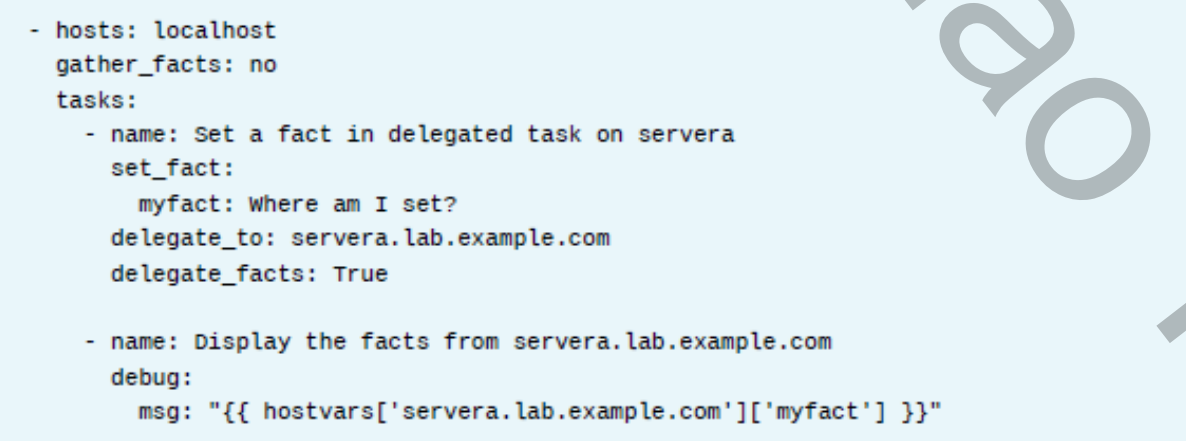 - hosts: localhost
  gather_facts: no
  tasks:
    - name: Set a fact in delegated task on servera
      set_fact:
        myfact: Where am I set?
      delegate_to: servera.lab.example.com
      delegate_facts: True

    - name: Display the facts from servera.lab.example.com
      debug:
        msg: "{{ hostvars['servera.lab.example.com']['myfact'] }}"
ao